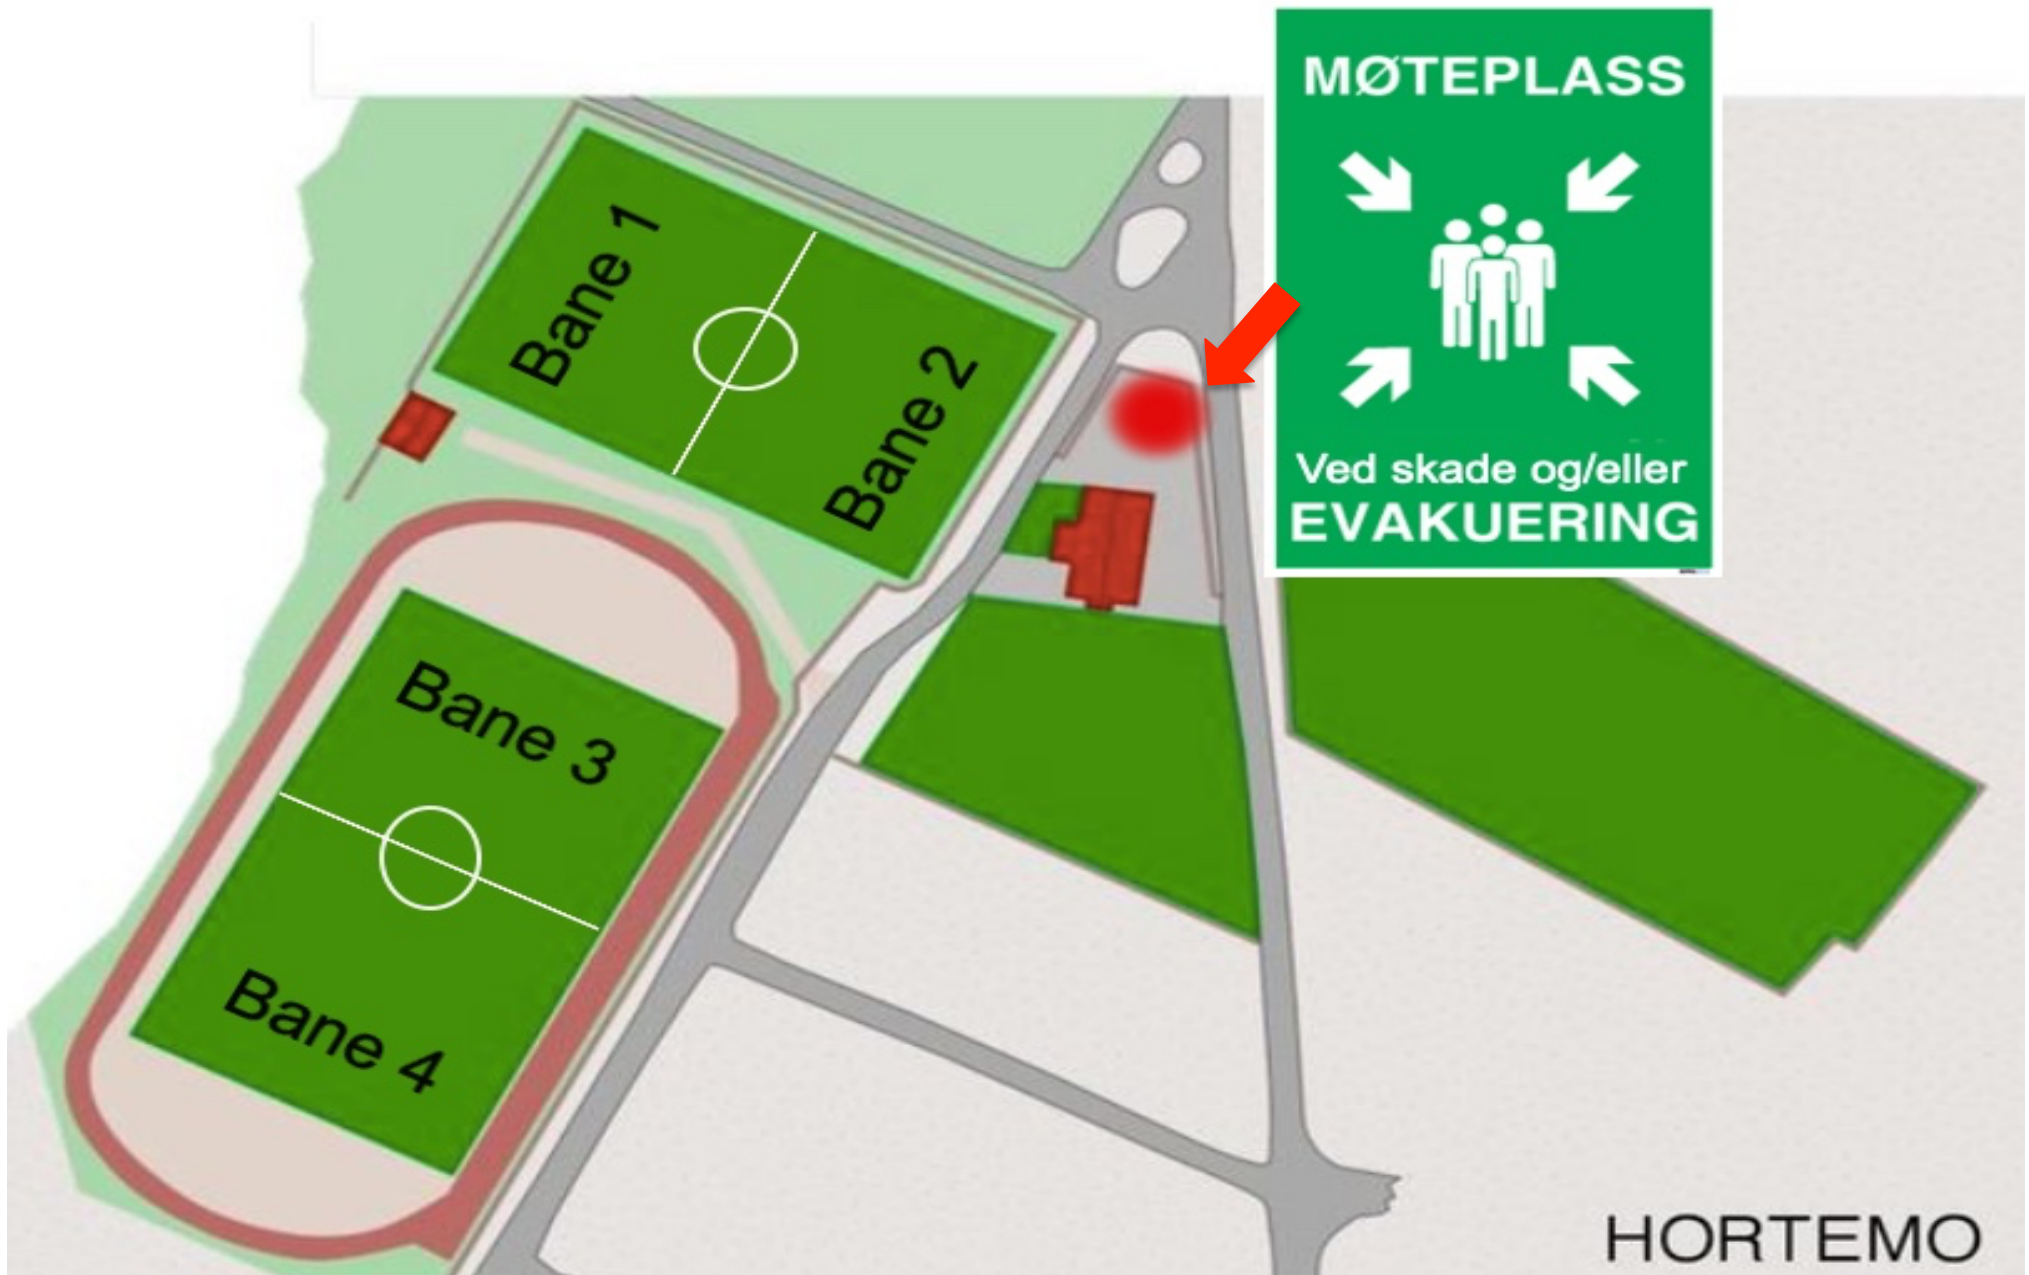 MØTEPLASS
Ved skade og/eller
EVAKUERING
Bane 1
Bane 2
Bane 3
Bane 4
HORTEMO